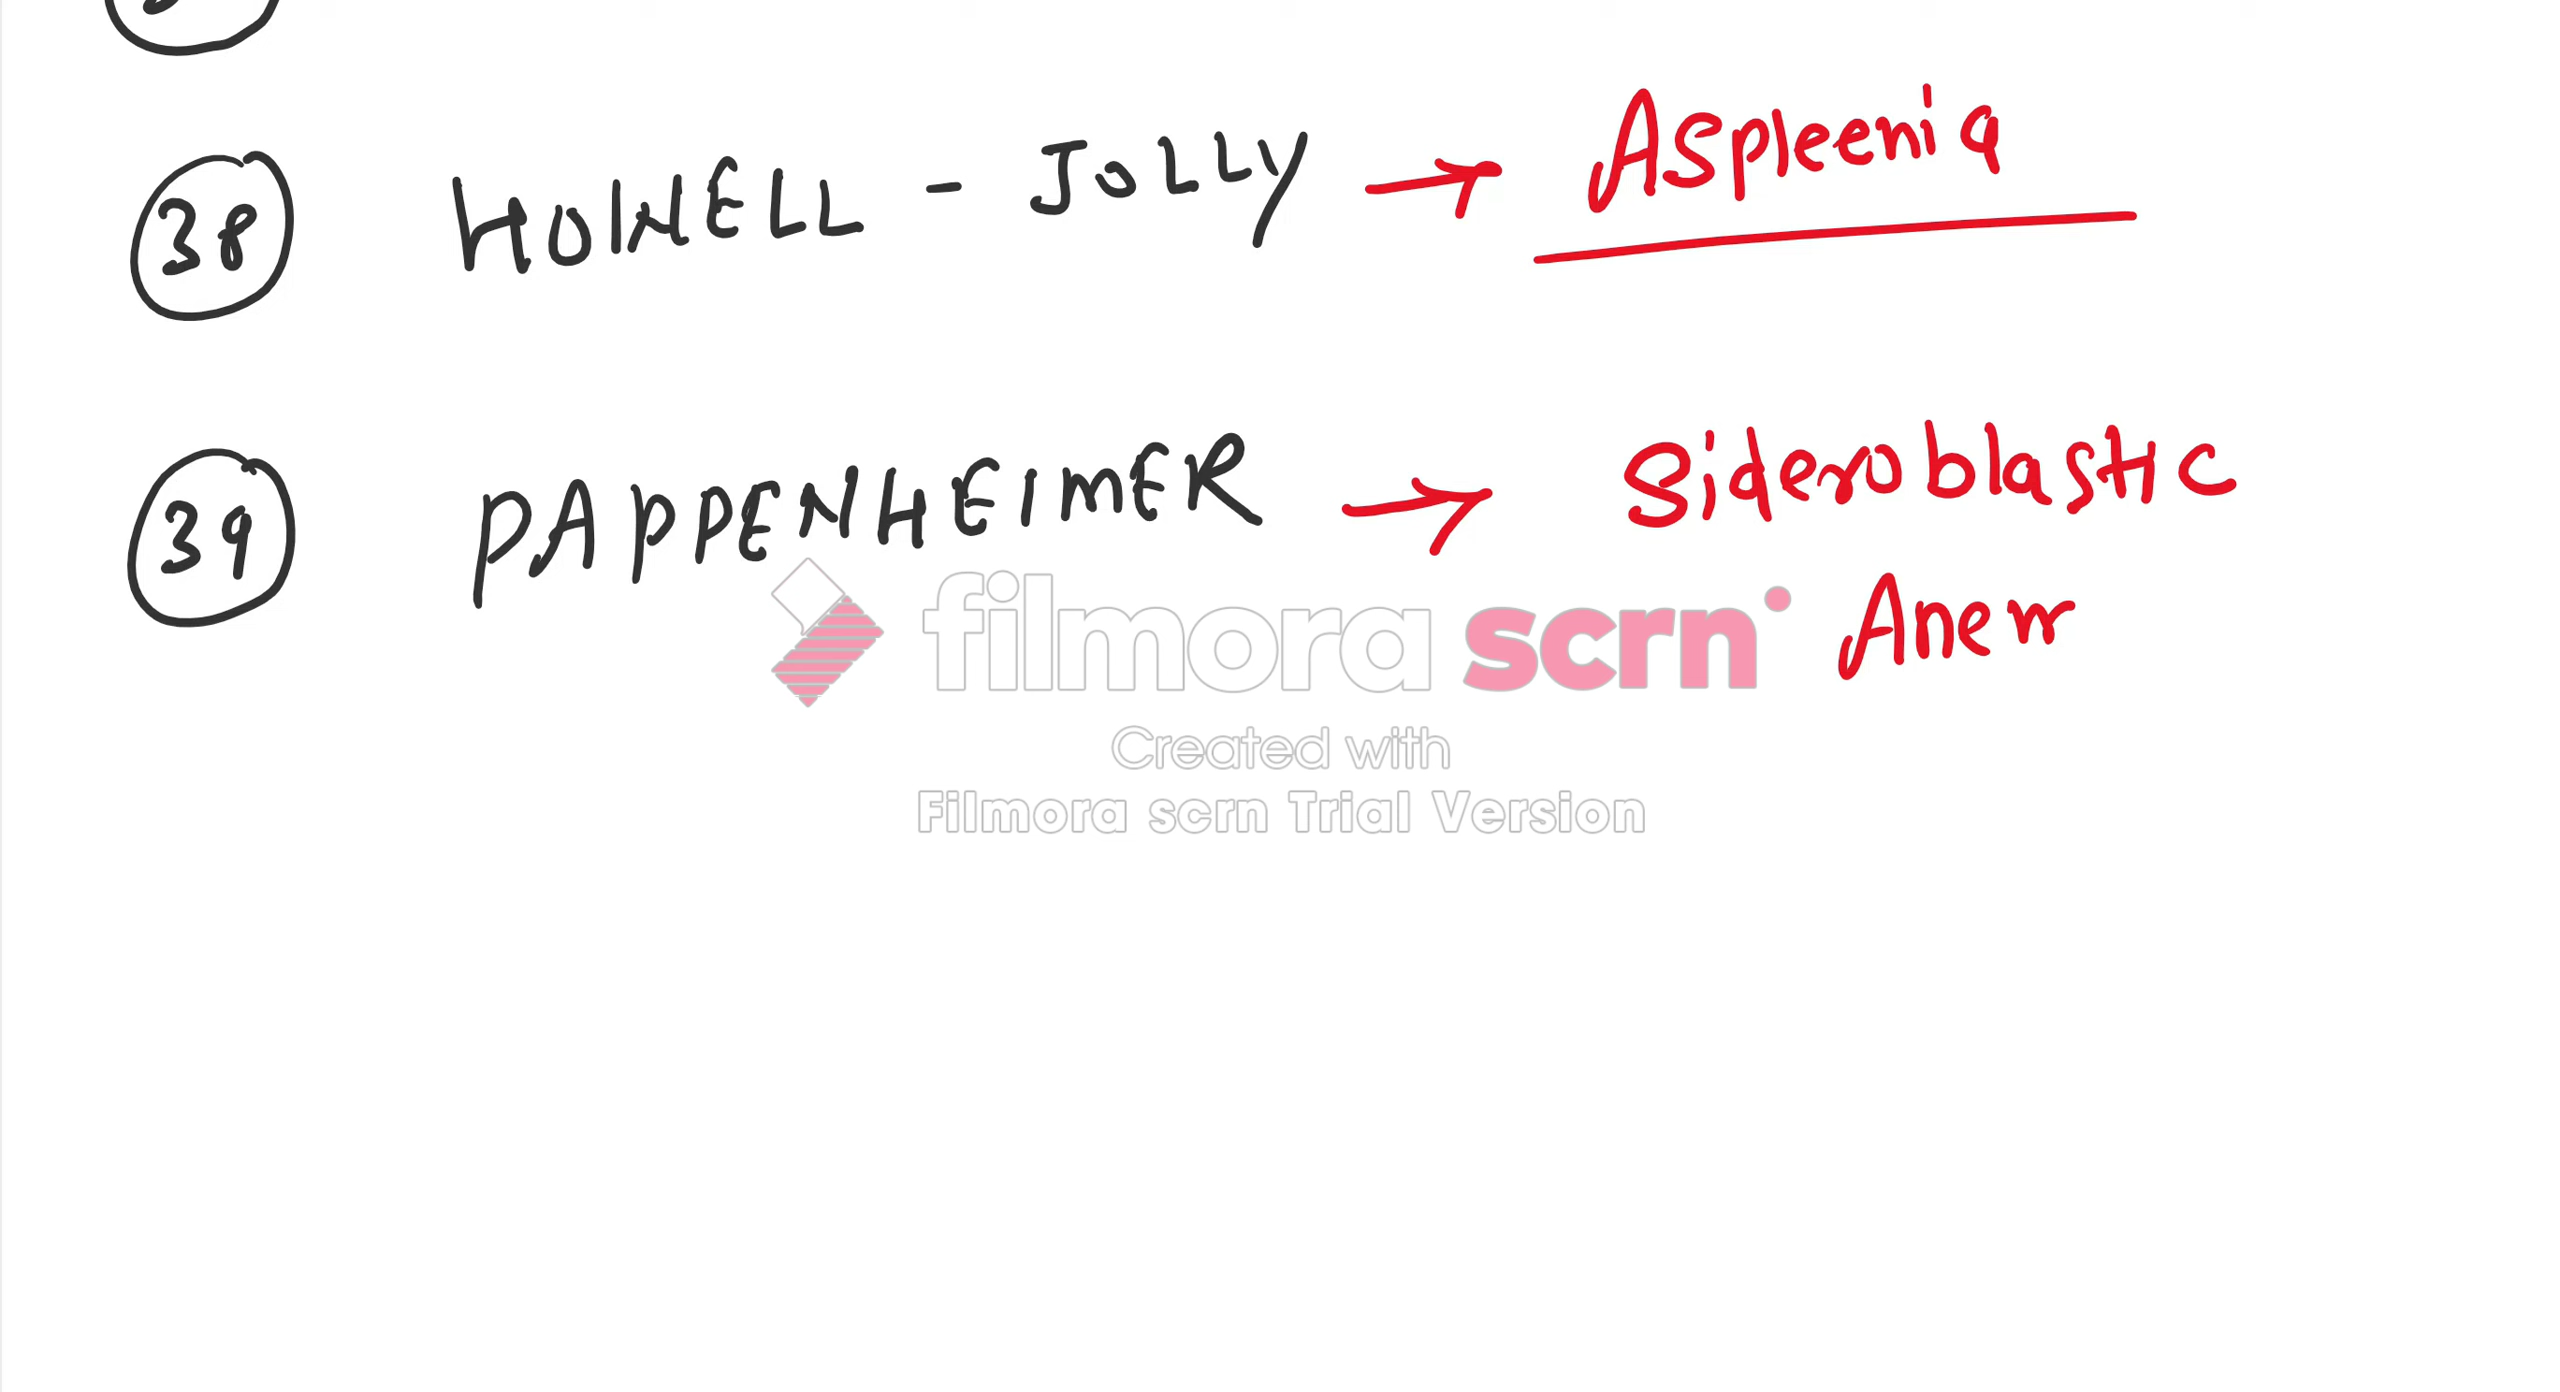 38 HOWELL - JOLLY → Aspleenia
39 PAPPENHEIMER → Sideroblastic
Anem
filmora scrn
Created with
Filmora scrn Trial Version